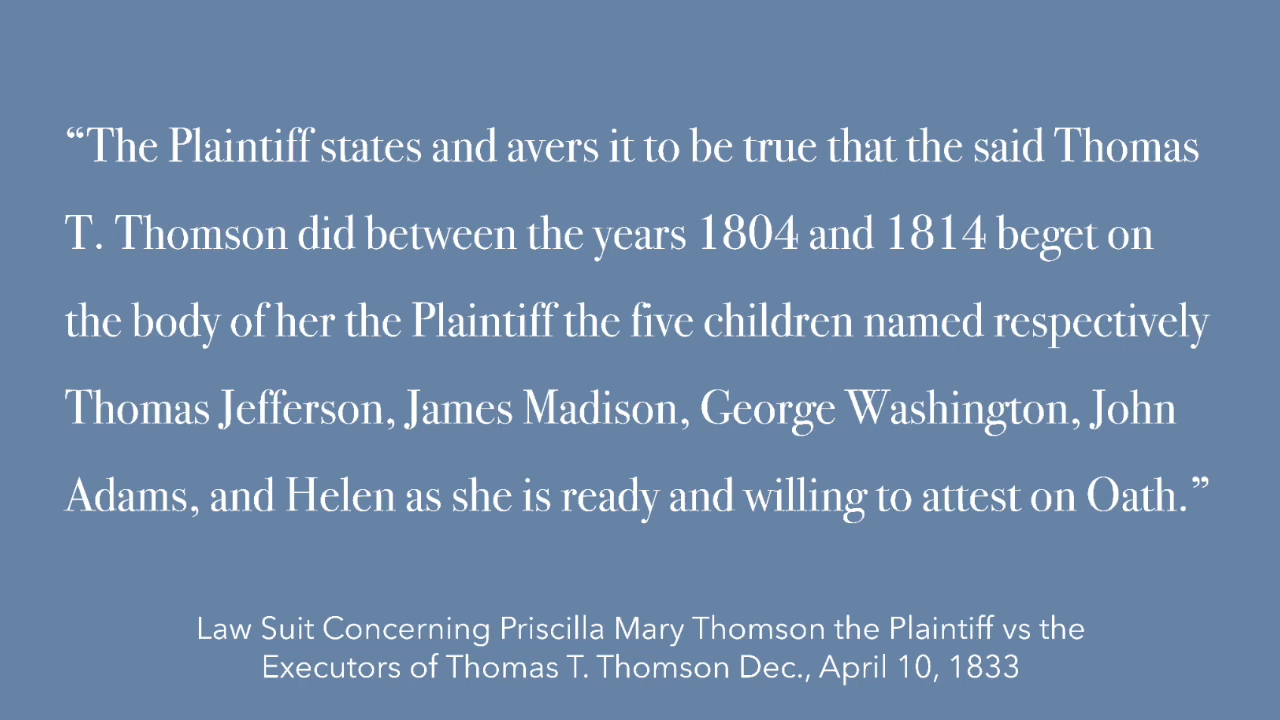 “The Plaintiff states and avers it to be true that the said Thomas
T. Thomson did between the years 1804 and 1814 beget on
the body of her the Plaintiff the five children named respectively
Thomas Jefferson, James Madison, George Washington, John
Adams, and Helen as she is ready and willing to attest on Oath.”
Law Suit Concerning Priscilla Mary Thomson the Plaintiff vs the
Executors of Thomas T. Thomson Dec., April 10, 1833